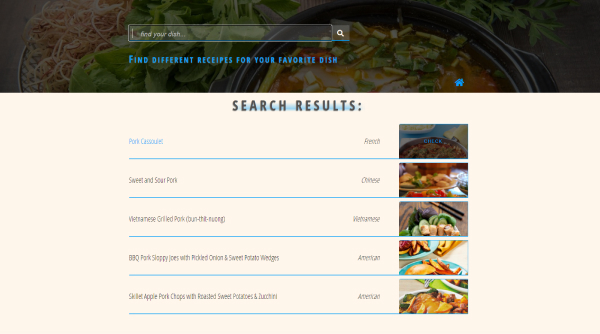 find your dish...
Find different receipes for your favorite dish
SEARCH RESULTS:
Pork Cassoulet French CHECK
Sweet and Sour Pork Chinese
Vietnamese Grilled Pork (bun-thit-nuong) Vietnamese
BBQ Pork Sloppy Joes with Pickled Onion & Sweet Potato Wedges American
Skillet Apple Pork Chops with Roasted Sweet Potatoes & Zucchini American